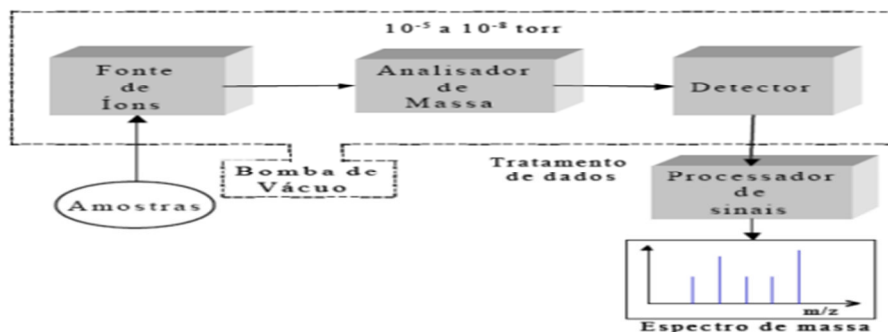 10⁻⁵ a 10⁻⁸ torr
Fonte
de
Íons
Analisador
de
Massa
Detector
Bomba de
Vácuo
Amostras
Tratamento
de dados
Processador
de
sinais
m/z
Espectro de massa